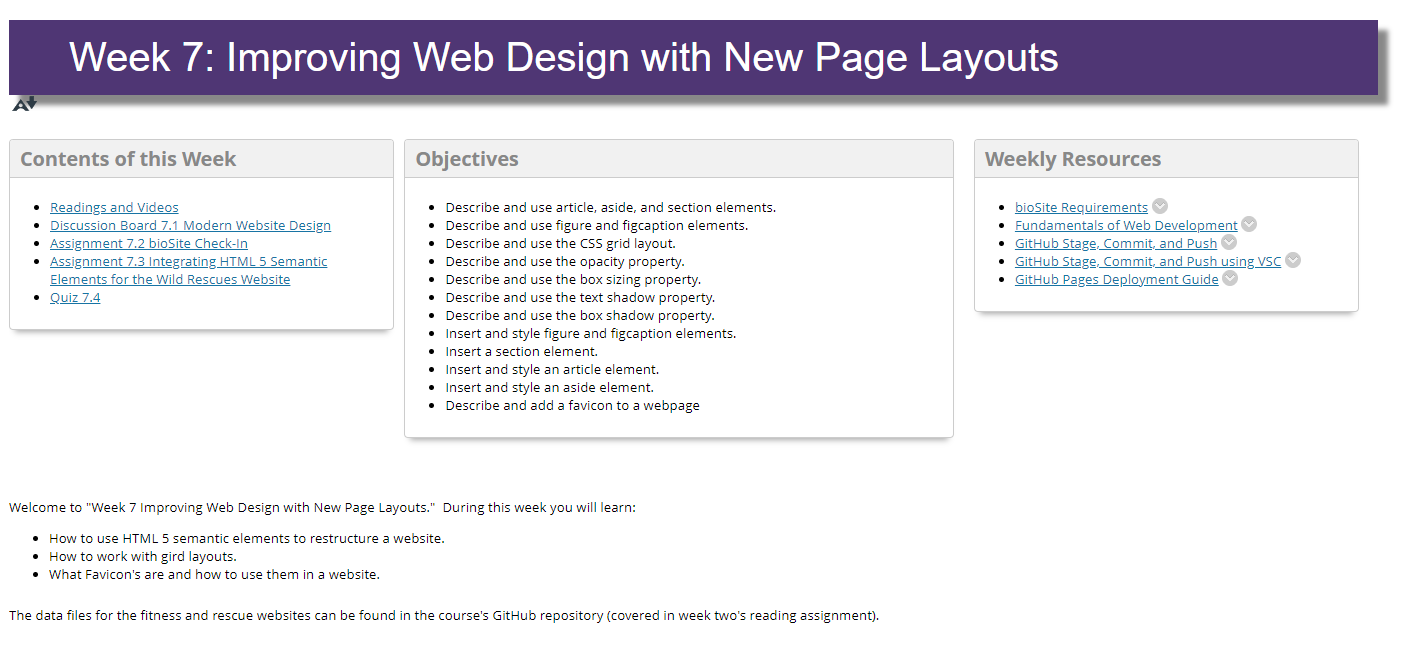 Week 7: Improving Web Design with New Page Layouts
Contents of this Week
Readings and Videos
Discussion Board 7.1 Modern Website Design
Assignment 7.2 bioSite Check-In
Assignment 7.3 Integrating HTML 5 Semantic
Elements for the Wild Rescues Website
Quiz 7.4
Objectives
Describe and use article, aside, and section elements.
Describe and use figure and figcaption elements.
Describe and use the CSS grid layout.
Describe and use the opacity property.
Describe and use the box sizing property.
Describe and use the text shadow property.
Describe and use the box shadow property.
Insert and style figure and figcaption elements.
Insert a section element.
Insert and style an article element.
Insert and style an aside element.
Describe and add a favicon to a webpage
Weekly Resources
bioSite Requirements
Fundamentals of Web Development
GitHub Stage, Commit, and Push
GitHub Stage, Commit, and Push using VSC
GitHub Pages Deployment Guide
Welcome to "Week 7 Improving Web Design with New Page Layouts."  During this week you will learn:
How to use HTML 5 semantic elements to restructure a website.
How to work with gird layouts.
What Favicon's are and how to use them in a website.
The data files for the fitness and rescue websites can be found in the course's GitHub repository (covered in week two's reading assignment).